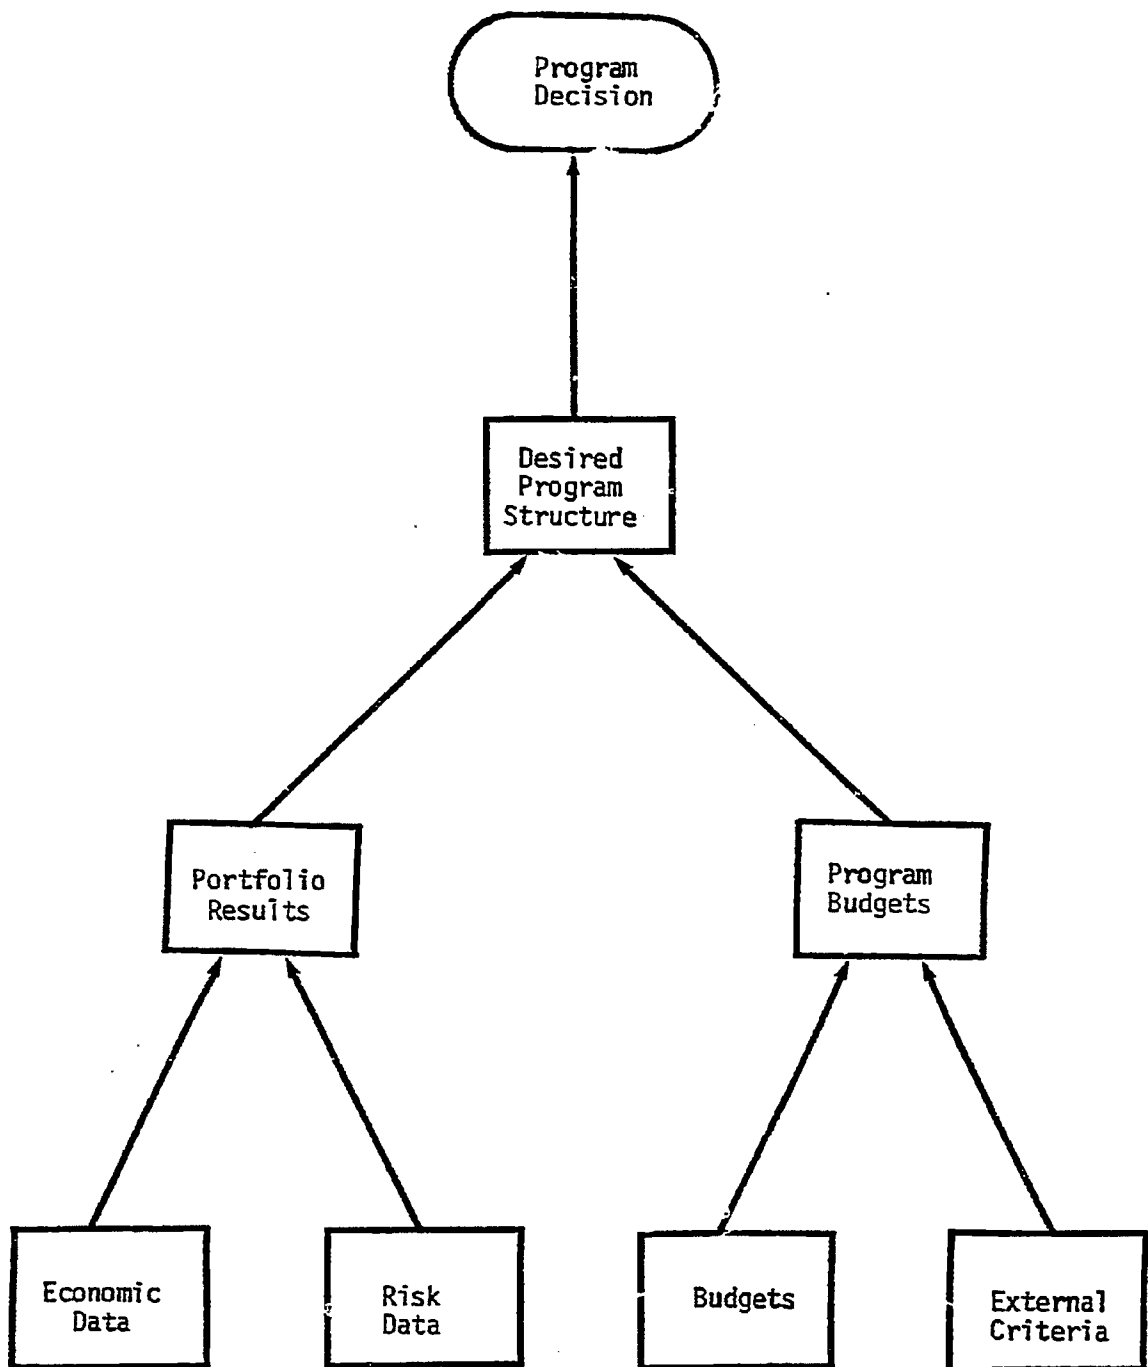 Program
Decision
Desired
Program
Structure
Portfolio
Results
Program
Budgets
Economic
Data
Risk
Data
Budgets
External
Criteria